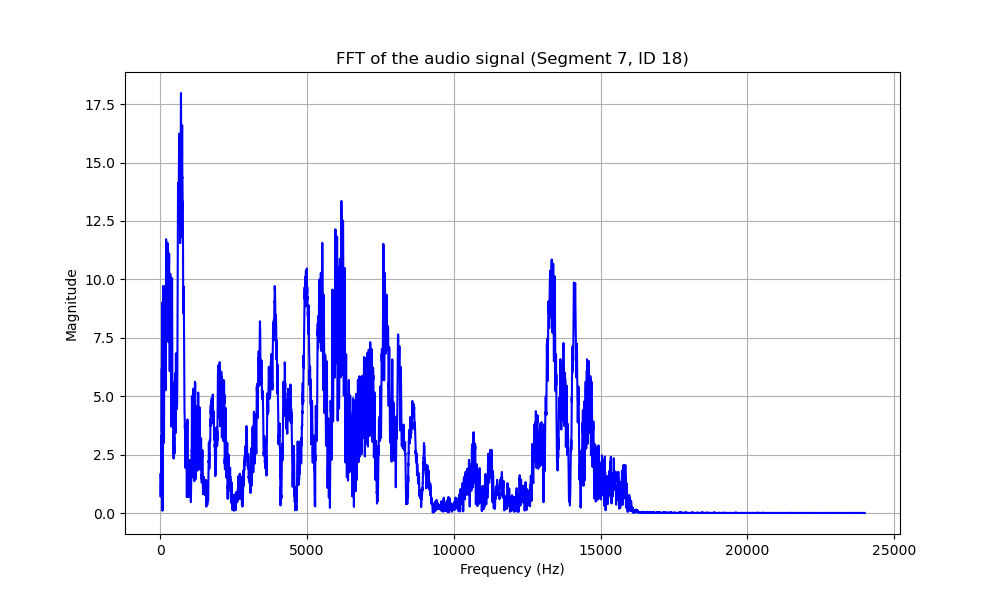 FFT of the audio signal (Segment 7, ID 18)
Magnitude
17.5
15.0
12.5
10.0
7.5
5.0
2.5
0.0
0 5000 10000 15000 20000 25000
Frequency (Hz)